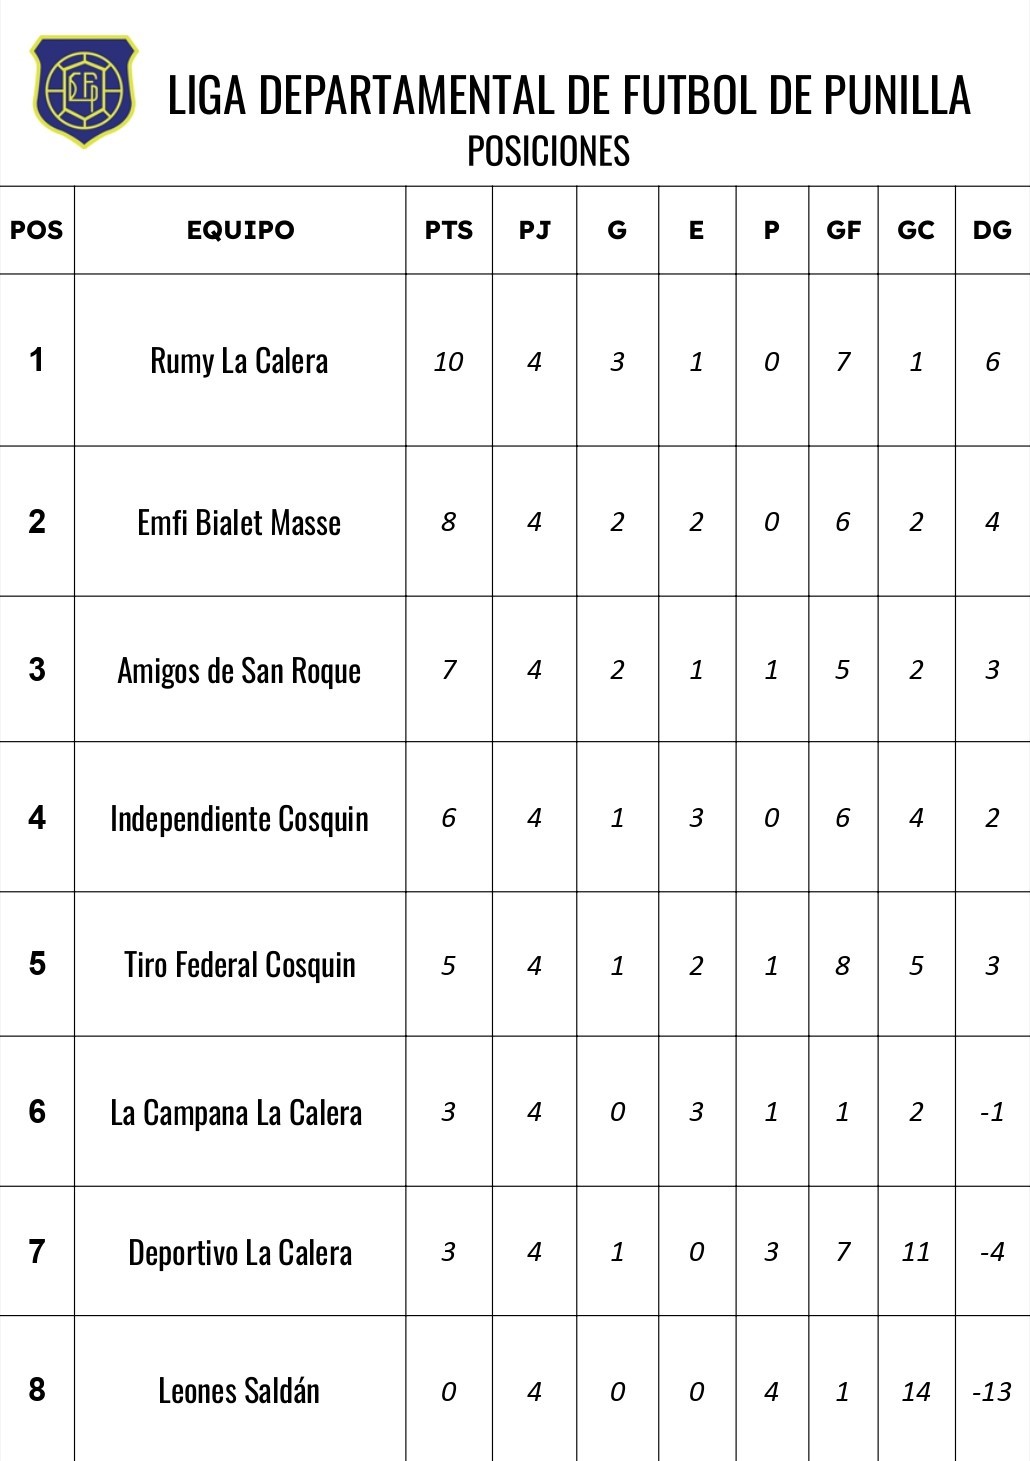 LIGA DEPARTAMENTAL DE FUTBOL DE PUNILLA
POSICIONES
POS EQUIPO PTS PJ G E P GF GC DG
1 Rumy La Calera 10 4 3 1 0 7 1 6
2 Emfi Bialet Masse 8 4 2 2 0 6 2 4
3 Amigos de San Roque 7 4 2 1 1 5 2 3
4 Independiente Cosquin 6 4 1 3 0 6 4 2
5 Tiro Federal Cosquin 5 4 1 2 1 8 5 3
6 La Campana La Calera 3 4 0 3 1 1 2 -1
7 Deportivo La Calera 3 4 1 0 3 7 11 -4
8 Leones Saldán 0 4 0 0 4 1 14 -13